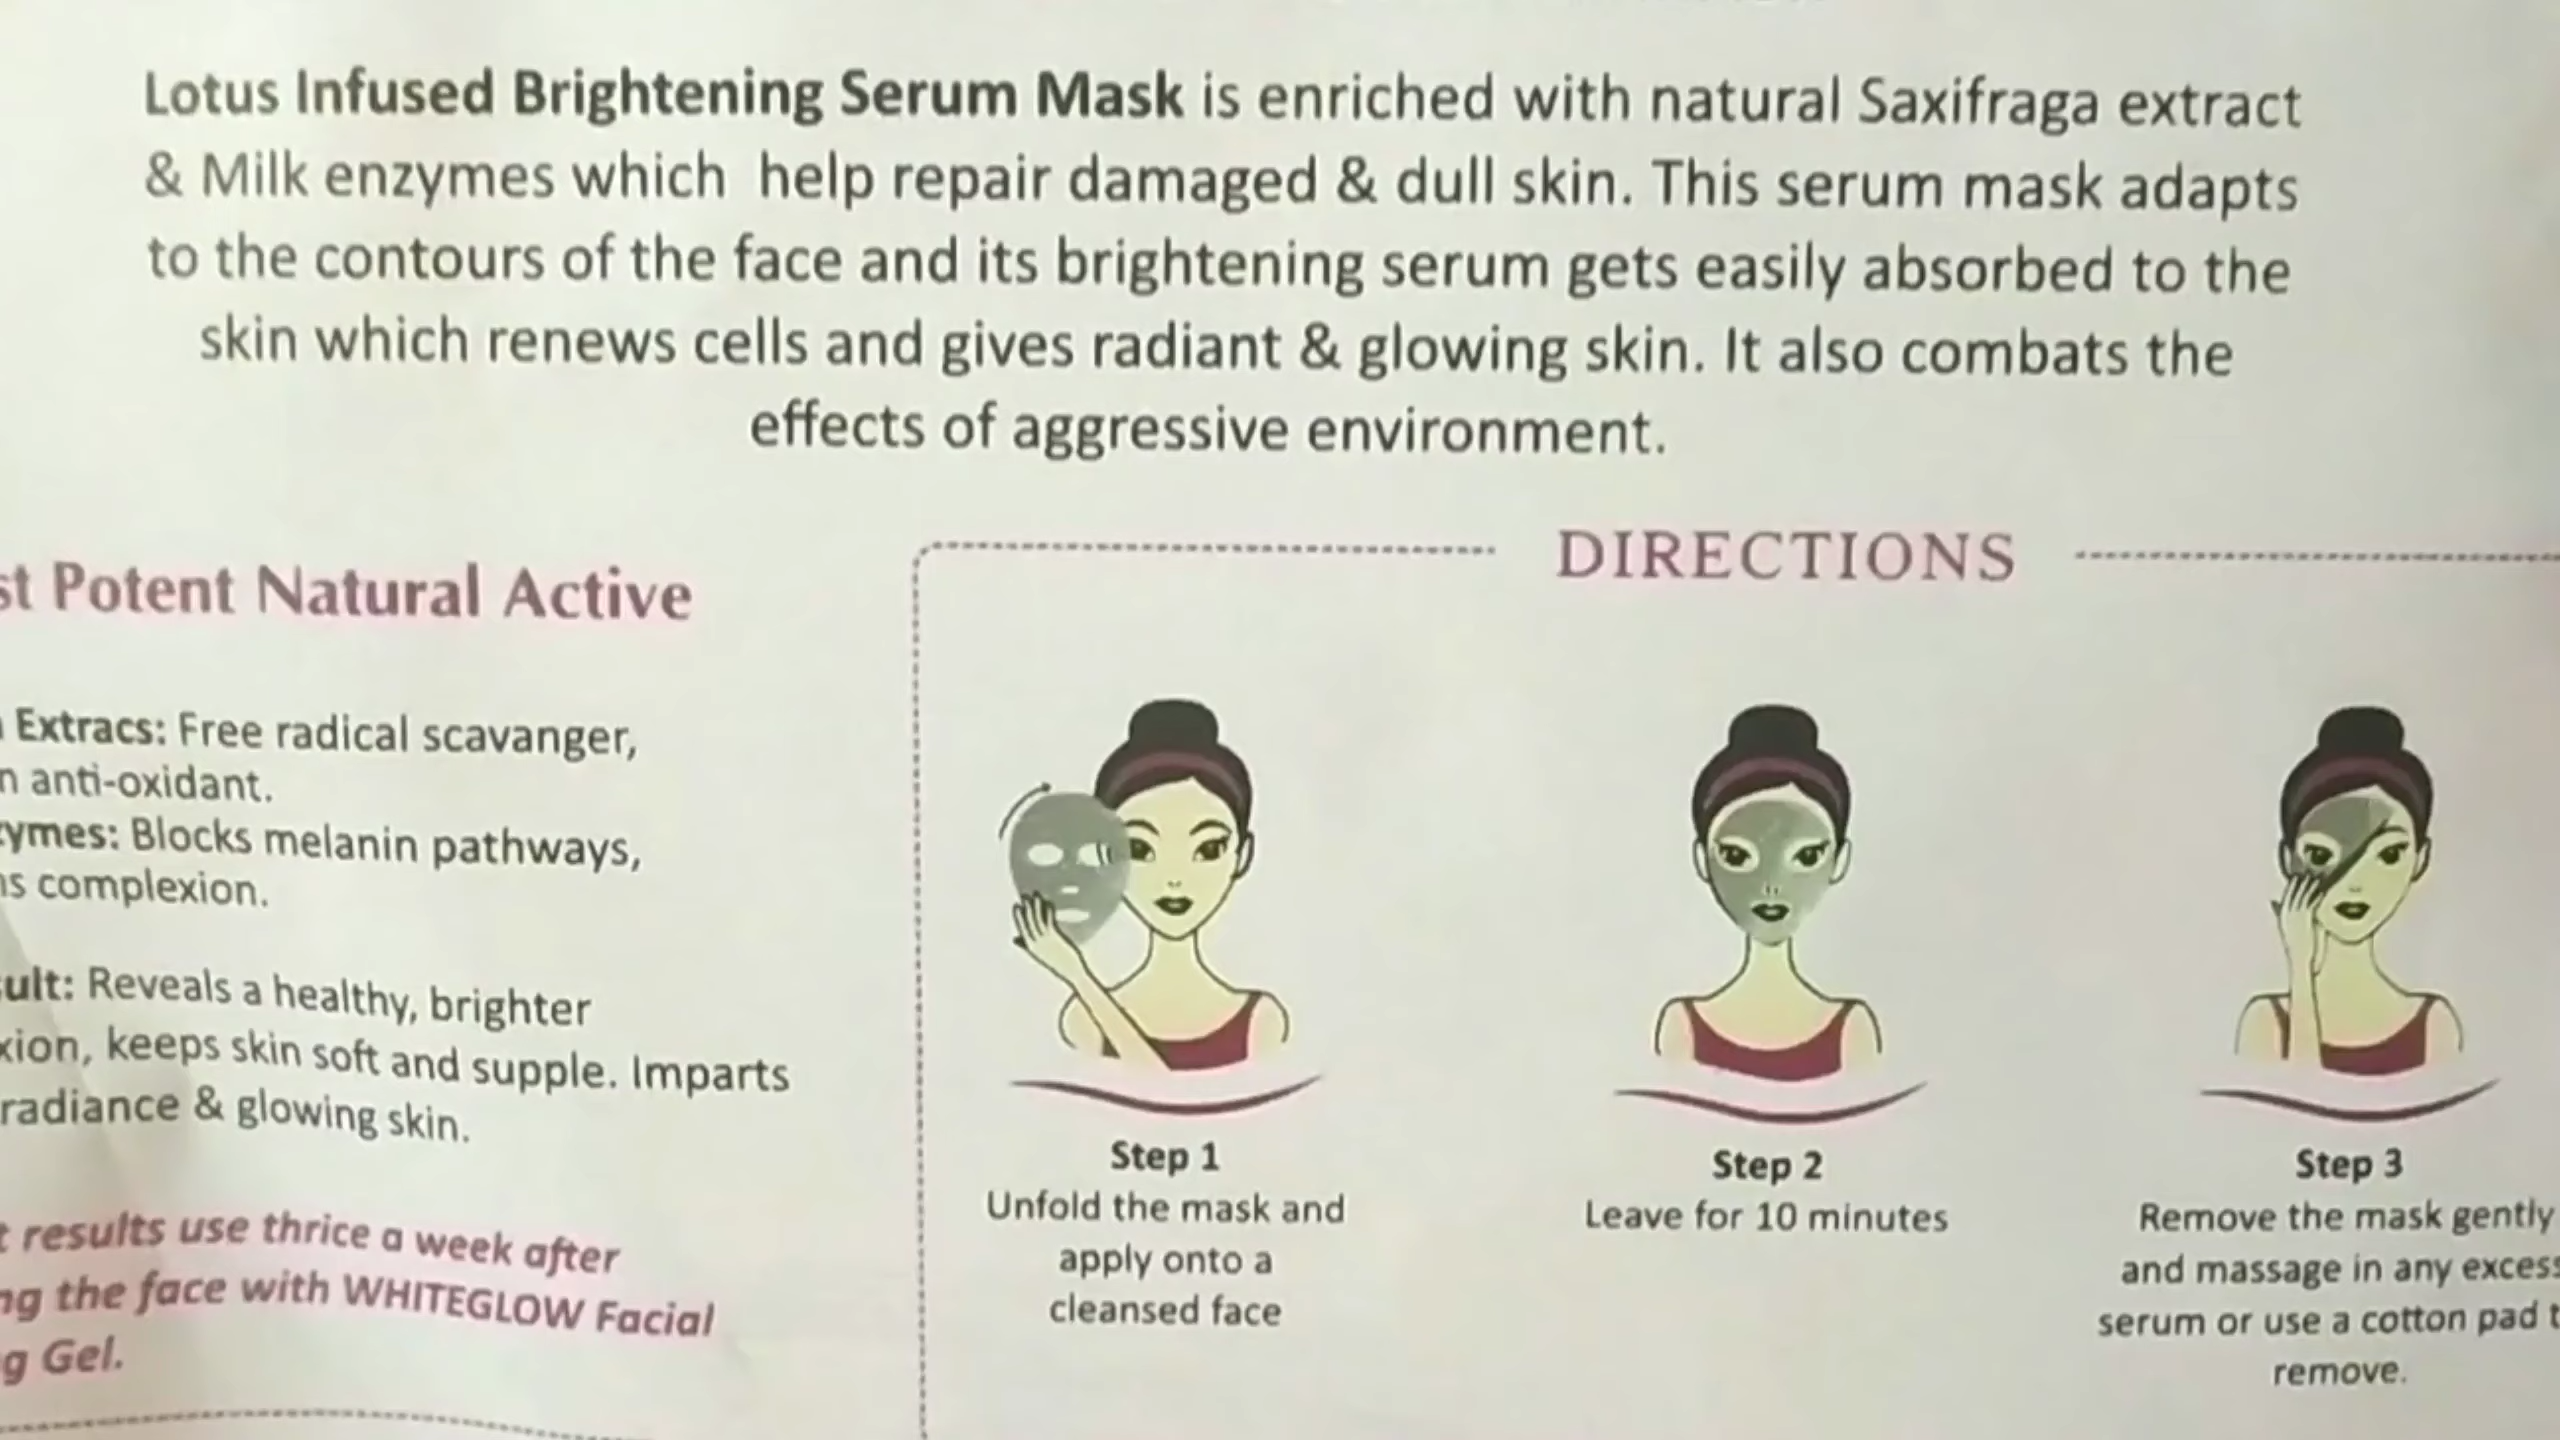 Lotus Infused Brightening Serum Mask is enriched with natural Saxifraga extract
& Milk enzymes which help repair damaged & dull skin. This serum mask adapts
to the contours of the face and its brightening serum gets easily absorbed to the
skin which renews cells and gives radiant & glowing skin. It also combats the
effects of aggressive environment.
Potent Natural Active
Extracs: Free radical scavanger,
anti-oxidant.
Blocks melanin pathways,
complexion.
Reveals a healthy, brighter
keeps skin soft and supple. Imparts
radiance & glowing skin.
results use thrice a week after
the face with WHITEGLOW Facial
Gel.
DIRECTIONS
Step 1
Unfold the mask and
apply onto a
cleansed face
Step 2
Leave for 10 minutes
Step 3
Remove the mask gently
and massage in any excess
serum or use a cotton pad
remove.